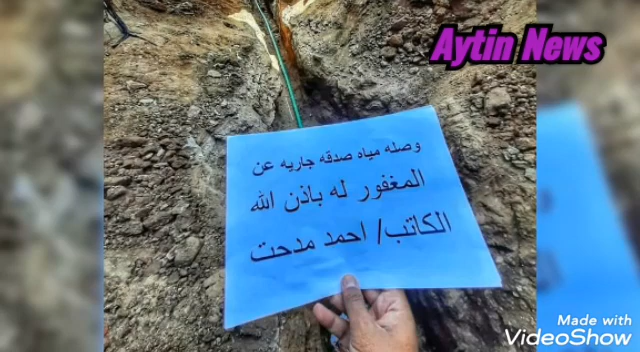 Aytin News
وصله مياه صدقه جاريه عن
المغفور له باذن الله
الكاتب/ احمد مدحت
Made with
VideoShow